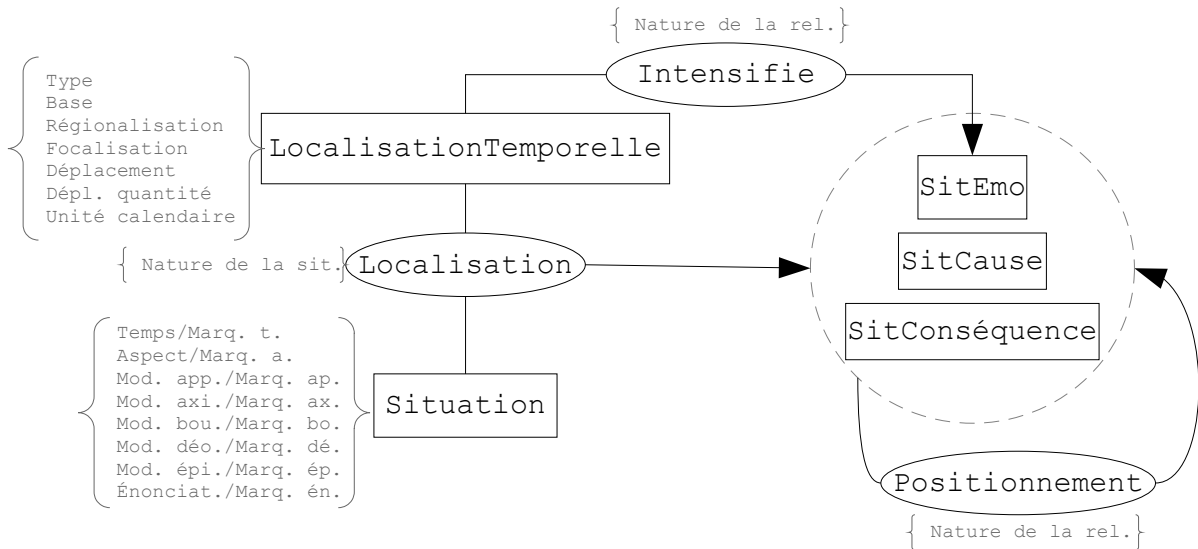 { Nature de la rel.}
Intensifie
Type
Base
Régionalisation
Focalisation
Déplacement
Dépl. quantité
Unité calendaire
LocalisationTemporelle
SitEmo
SitCause
SitConséquence
{ Nature de la sit.}
Localisation
Temps/Marq. t.
Aspect/Marq. a.
Mod. app./Marq. ap.
Mod. axi./Marq. ax.
Mod. bou./Marq. bo.
Mod. déo./Marq. dé.
Mod. épi./Marq. ép.
Énonciat./Marq. én.
Situation
Positionnement
{ Nature de la rel.}